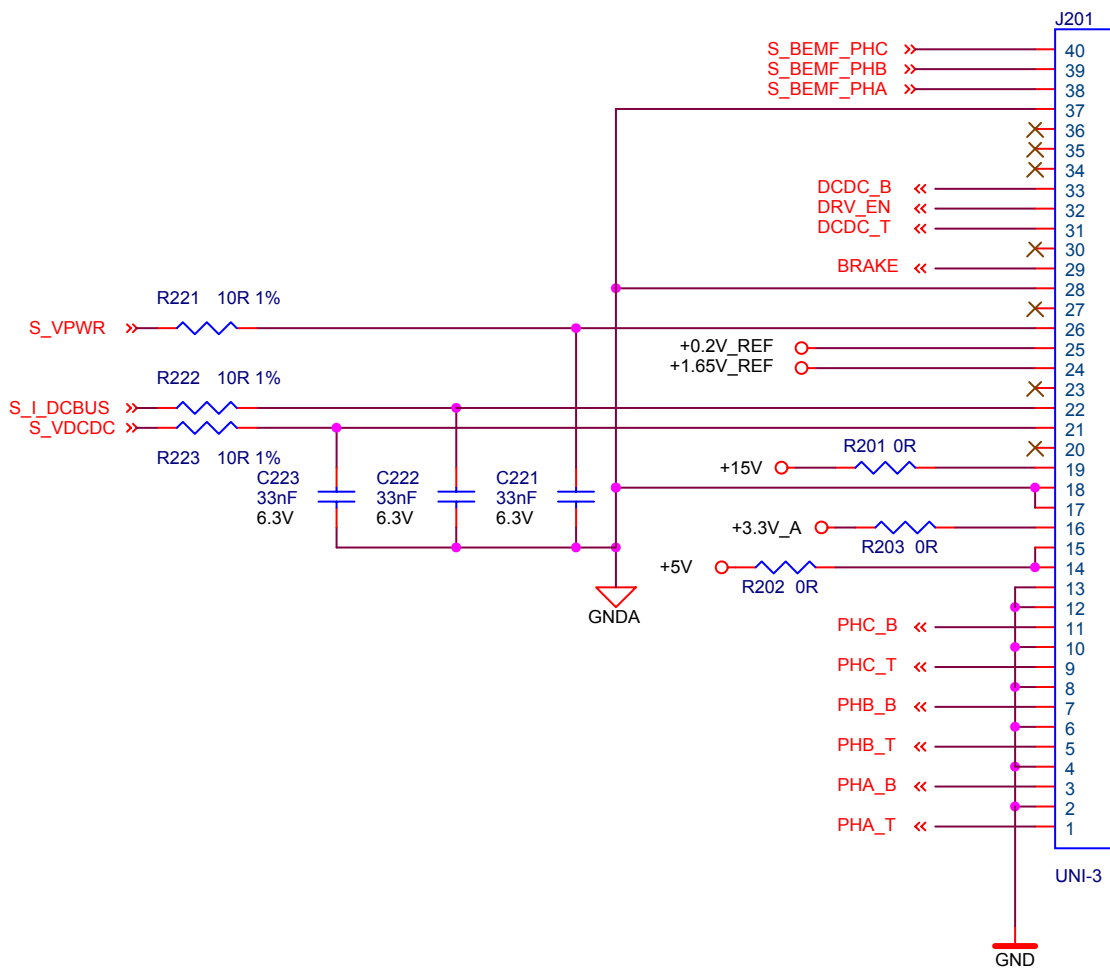 J201
S_BEMF_PHC 40
S_BEMF_PHB 39
S_BEMF_PHA 38
37
36
35
34
DCDC_B 33
DRV_EN 32
DCDC_T 31
30
BRAKE 29
28
R221 10R 1%
27
S_VPWR 26
+0.2V_REF 25
+1.65V_REF 24
R222 10R 1%
23
S_I_DCBUS 22
S_VDCDC 21
R223 10R 1%
R201 0R
20
+15V 19
C223 C222 C221
33nF 33nF 33nF
6.3V 6.3V 6.3V
18
17
+3.3V_A 16
R203 0R
15
+5V 14
R202 0R
13
GNDA
12
PHC_B 11
10
PHC_T 9
8
PHB_B 7
6
PHB_T 5
4
PHA_B 3
2
PHA_T 1
UNI-3
GND